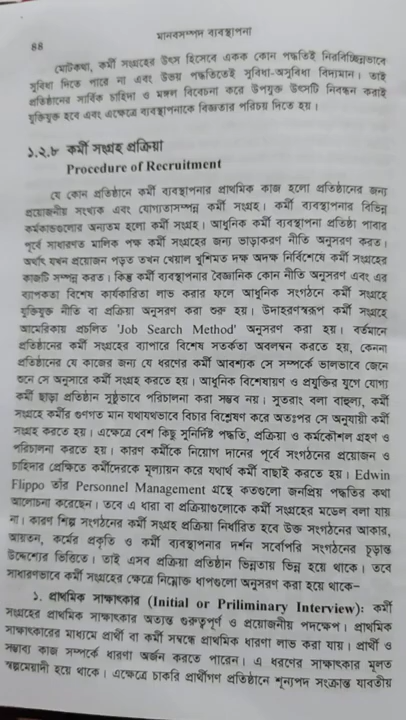 মানবসম্পদ ব্যবস্থাপনা
88
মোটকথা, কর্মী সংগ্রহের উৎস হিসেবে একক কোন পদ্ধতিই নিরবিচ্ছিন্নভাবে
সুবিধা দিতে পারে না এবং উভয় পদ্ধতিতেই সুবিধা-অসুবিধা বিদ্যমান। তাই
প্রতিষ্ঠানের সার্বিক চাহিদা ও মঙ্গল বিবেচনা করে উপযুক্ত উৎসটি নিবন্ধন করাই
যুক্তিযুক্ত হবে এবং এক্ষেত্রে ব্যবস্থাপনাকে বিজ্ঞতার পরিচয় দিতে হয়।
১.২.৮ কর্মী সংগ্রহ প্রক্রিয়া
Procedure of Recruitment
যে কোন প্রতিষ্ঠানে কর্মী ব্যবস্থাপনার প্রাথমিক কাজ হলো প্রতিষ্ঠানের জন্য
প্রয়োজনীয় সংখ্যক এবং যোগ্যতাসম্পন্ন কর্মী সংগ্রহ। কর্মী ব্যবস্থাপনার বিভিন্ন
কর্মকান্ডগুলোর অন্যতম হলো কর্মী সংগ্রহ। আধুনিক কর্মী ব্যবস্থাপনা প্রতিষ্ঠা পাবার
পূর্বে সাধারণত মালিক পক্ষ কর্মী সংগ্রহের জন্য ভাড়াকরণ নীতি অনুসরণ করত।
অর্থাৎ যখন প্রয়োজন পড়ত তখন খেয়াল খুশিমত দক্ষ অদক্ষ নির্বিশেষে কর্মী সংগ্রহের
কাজটি সম্পন্ন করত। কিন্তু কর্মী ব্যবস্থাপনার বৈজ্ঞানিক কোন নীতি অনুসরণ এবং এর
ব্যাপকতা বিশেষ কার্যকারিতা লাভ করার ফলে আধুনিক সংগঠনে কর্মী সংগ্রহে
যুক্তিযুক্ত নীতি বা প্রক্রিয়া অনুসরণ করা শুরু হয়। উদাহরণস্বরূপ কর্মী সংগ্রহে
আমেরিকায় প্রচলিত 'Job Search Method' অনুসরণ করা হয়। বর্তমানে
প্রতিষ্ঠানের কর্মী সংগ্রহের ব্যাপারে বিশেষ সতর্কতা অবলম্বন করতে হয়, কেননা
প্রতিষ্ঠানের যে কাজের জন্য যে ধরণের কর্মী আবশ্যক সে সম্পর্কে ভালভাবে জেনে
শুনে সে অনুসারে কর্মী সংগ্রহ করতে হয়। আধুনিক বিশেষায়ণ ও প্রযুক্তির যুগে যোগ্য
কর্মী ছাড়া প্রতিষ্ঠান সুষ্ঠুভাবে পরিচালনা করা সম্ভব নয়। সুতরাং বলা বাহুল্য, কর্মী
সংগ্রহে কর্মীর গুণগত মান যথাযথভাবে বিচার বিশ্লেষণ করে অতঃপর সে অনুযায়ী কর্মী
সংগ্রহ করতে হয়। এক্ষেত্রে বেশ কিছু সুনির্দিষ্ট পদ্ধতি, প্রক্রিয়া ও কর্মকৌশল গ্রহণ ও
পরিচালনা করতে হয়। কারণ কর্মীকে নিয়োগ দানের পূর্বে সংগঠনের প্রয়োজন ও
চাহিদার প্রেক্ষিতে কর্মীদেরকে মূল্যায়ন করে যথার্থ কর্মী বাছাই করতে হয়। Edwin
Flippo তাঁর Personnel Management গ্রন্থে কতগুলো জনপ্রিয় পদ্ধতির কথা
আলোচনা করেছেন। তবে এ ধারা বা প্রক্রিয়াগুলোকে কর্মী সংগ্রহের মডেল বলা যায়
না। কারণ শিল্প সংগঠনের কর্মী সংগ্রহ প্রক্রিয়া নির্ধারিত হবে উক্ত সংগঠনের আকার,
আয়তন, কর্মের প্রকৃতি ও কর্মী ব্যবস্থাপনার দর্শন সর্বোপরি সংগঠনের চূড়ান্ত
উদ্দেশ্যের ভিত্তিতে। তাই এসব প্রক্রিয়া প্রতিষ্ঠান ভিন্নতায় ভিন্ন হয়ে থাকে। তবে
সাধারণভাবে কর্মী সংগ্রহের ক্ষেত্রে নিম্নোক্ত ধাপগুলো অনুসরণ করা হয়ে থাকে–
১. প্রাথমিক সাক্ষাৎকার (Initial or Priliminary Interview): কর্মী
সংগ্রহের প্রাথমিক সাক্ষাৎকার অত্যন্ত গুরুত্বপূর্ণ ও প্রয়োজনীয় পদক্ষেপ। প্রাথমিক
সাক্ষাৎকারের মাধ্যমে প্রার্থী বা কর্মী সম্বন্ধে প্রাথমিক ধারণা লাভ করা যায়। প্রার্থী ও
সম্ভাব্য কাজ সম্পর্কে ধারণা অর্জন করতে পারেন। এ ধরণের সাক্ষাৎকার মূলত
স্বল্পমেয়াদী হয়ে থাকে। এক্ষেত্রে চাকরি প্রার্থীগণ প্রতিষ্ঠানে শূন্যপদ সংক্রান্ত যাবতীয়